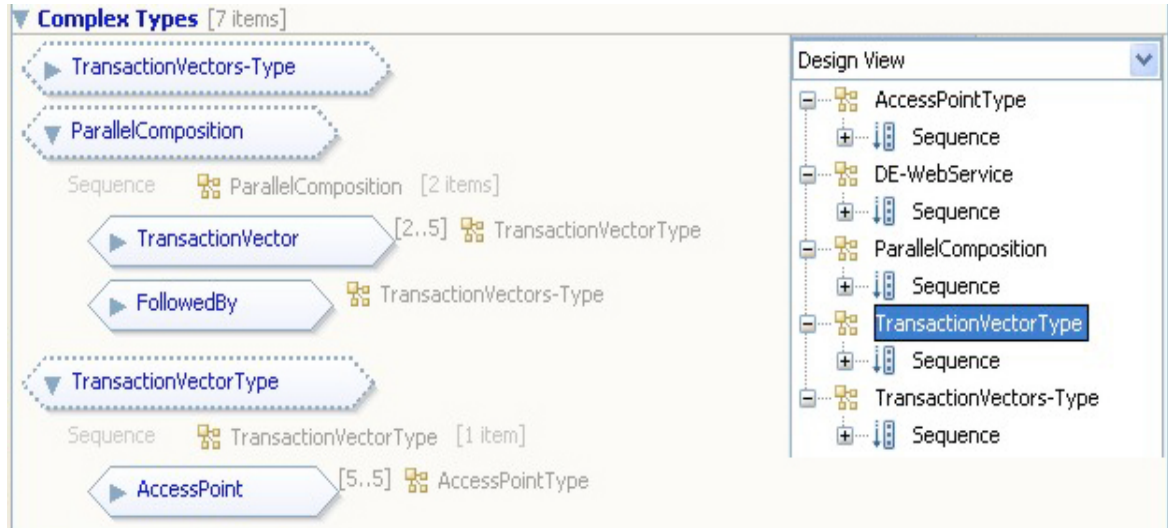 Complex Types [7 items]
TransactionVectors-Type
ParallelComposition
Sequence ParallelComposition [2 items]
TransactionVector [2..5] TransactionVectorType
FollowedBy TransactionVectors-Type
TransactionVectorType
Sequence TransactionVectorType [1 item]
AccessPoint [5..5] AccessPointType
Design View
AccessPointType
Sequence
DE-WebService
Sequence
ParallelComposition
Sequence
TransactionVectorType
Sequence
TransactionVectors-Type
Sequence